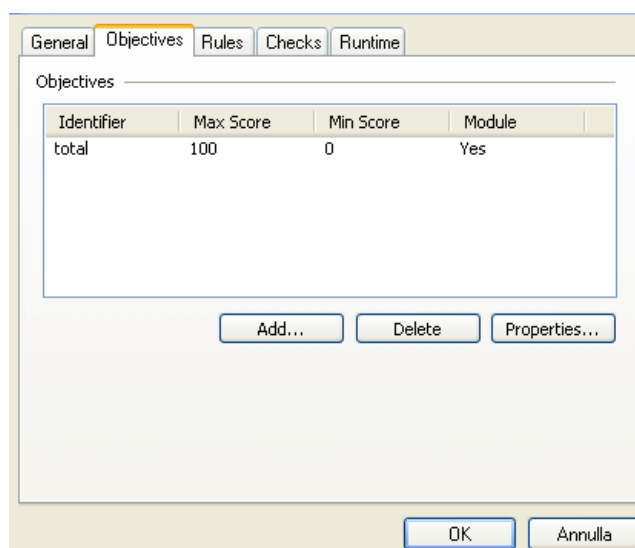 General Objectives Rules Checks Runtime
Objectives
Identifier Max Score Min Score Module
total 100 0 Yes
Add... Delete Properties...
OK Annulla